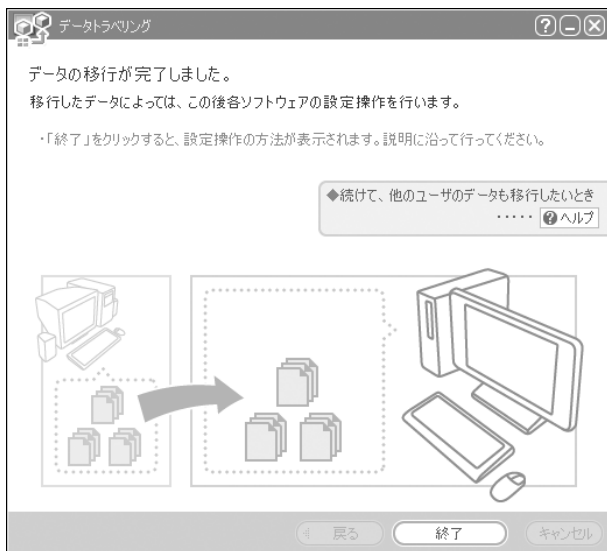 データトラベリング
データの移行が完了しました。
移行したデータによっては、この後各ソフトウェアの設定操作を行います。
・「終了」をクリックすると、設定操作の方法が表示されます。説明に沿って行ってください。
◆続けて、他のユーザのデータも移行したいとき
・・・・・ ?ヘルプ
戻る 終了 キャンセル